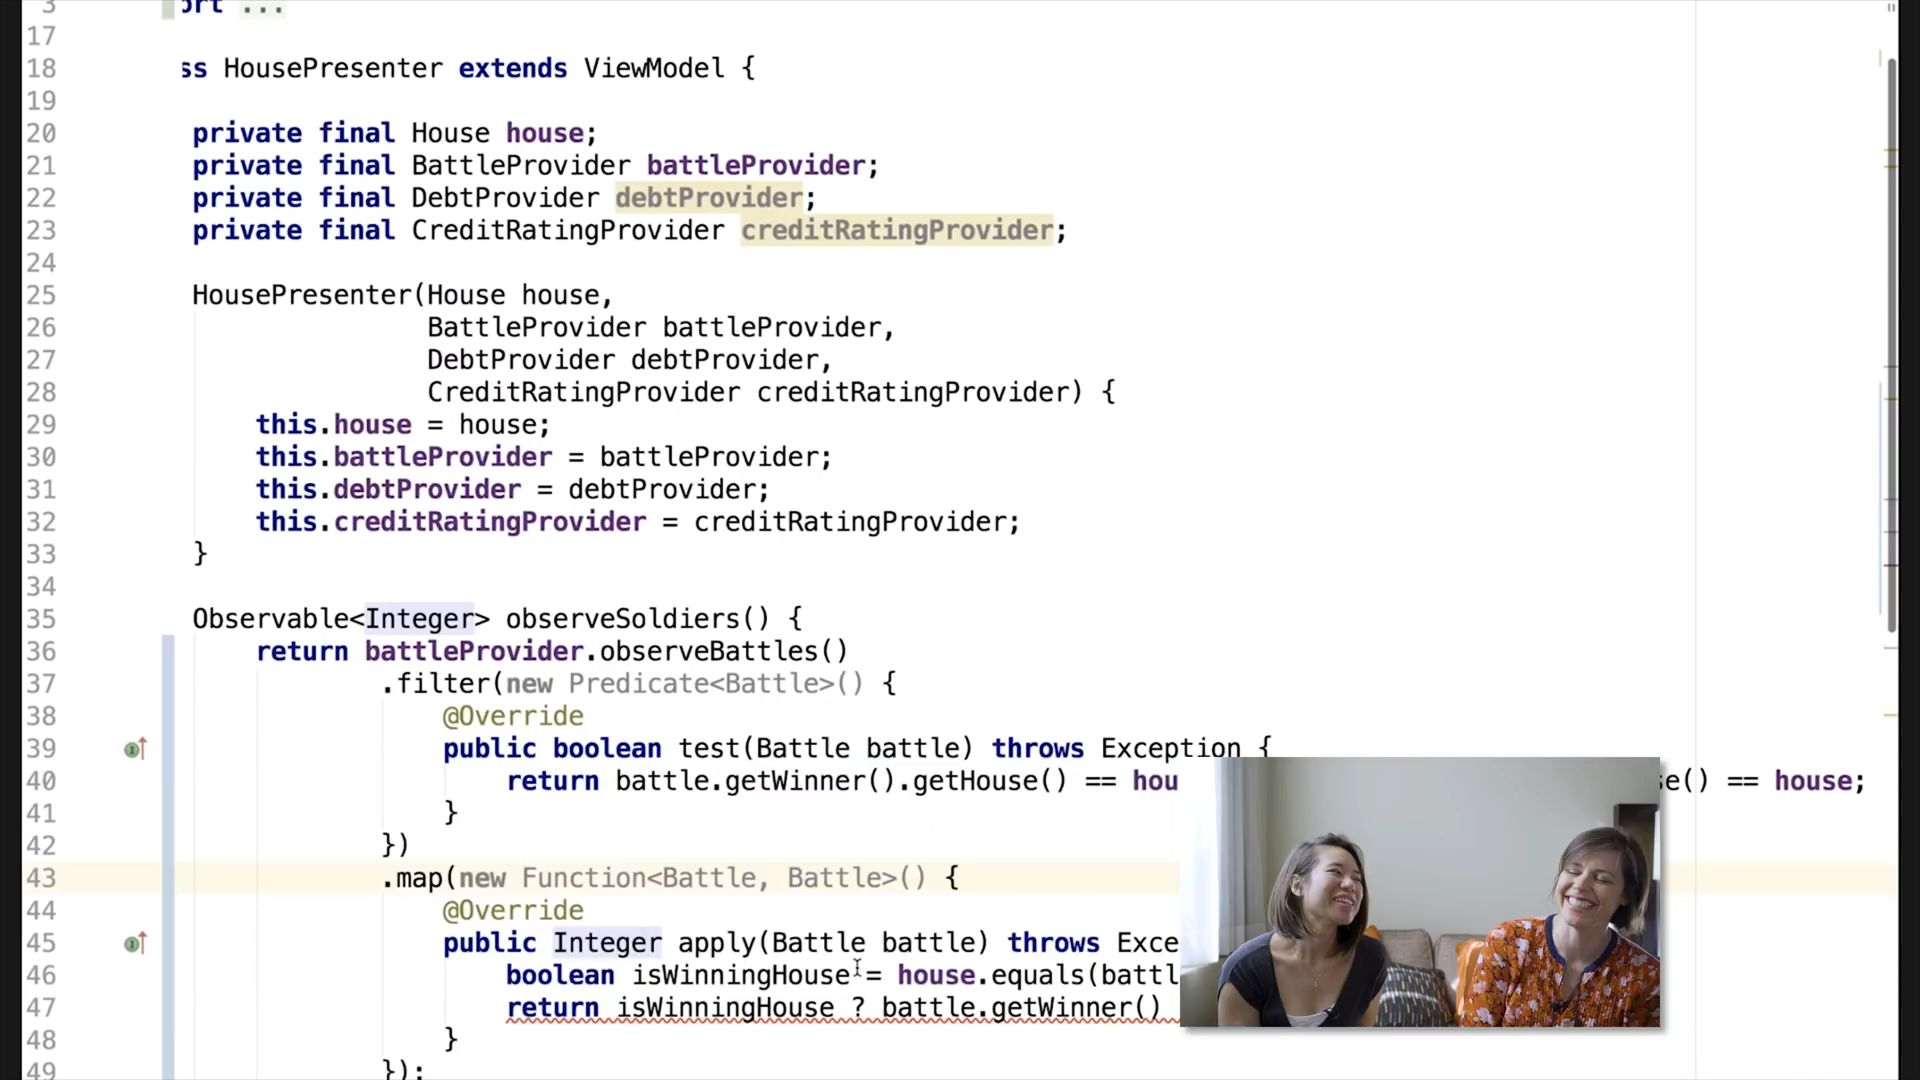 3 ort ...
17
18 ss HousePresenter extends ViewModel {
19
20 private final House house;
21 private final BattleProvider battleProvider;
22 private final DebtProvider debtProvider;
23 private final CreditRatingProvider creditRatingProvider;
24
25 HousePresenter(House house,
26 BattleProvider battleProvider,
27 DebtProvider debtProvider,
28 CreditRatingProvider creditRatingProvider) {
29 this.house = house;
30 this.battleProvider = battleProvider;
31 this.debtProvider = debtProvider;
32 this.creditRatingProvider = creditRatingProvider;
33 }
34
35 Observable<Integer> observeSoldiers() {
36 return battleProvider.observeBattles()
37 .filter(new Predicate<Battle>() {
38 @Override
39 public boolean test(Battle battle) throws Exception {
40 return battle.getWinner().getHouse() == hou se() == house;
41 }
42 })
43 .map(new Function<Battle, Battle>() {
44 @Override
45 public Integer apply(Battle battle) throws Exce
46 boolean isWinningHouse = house.equals(battl
47 return isWinningHouse ? battle.getWinner()
48 }
49 });